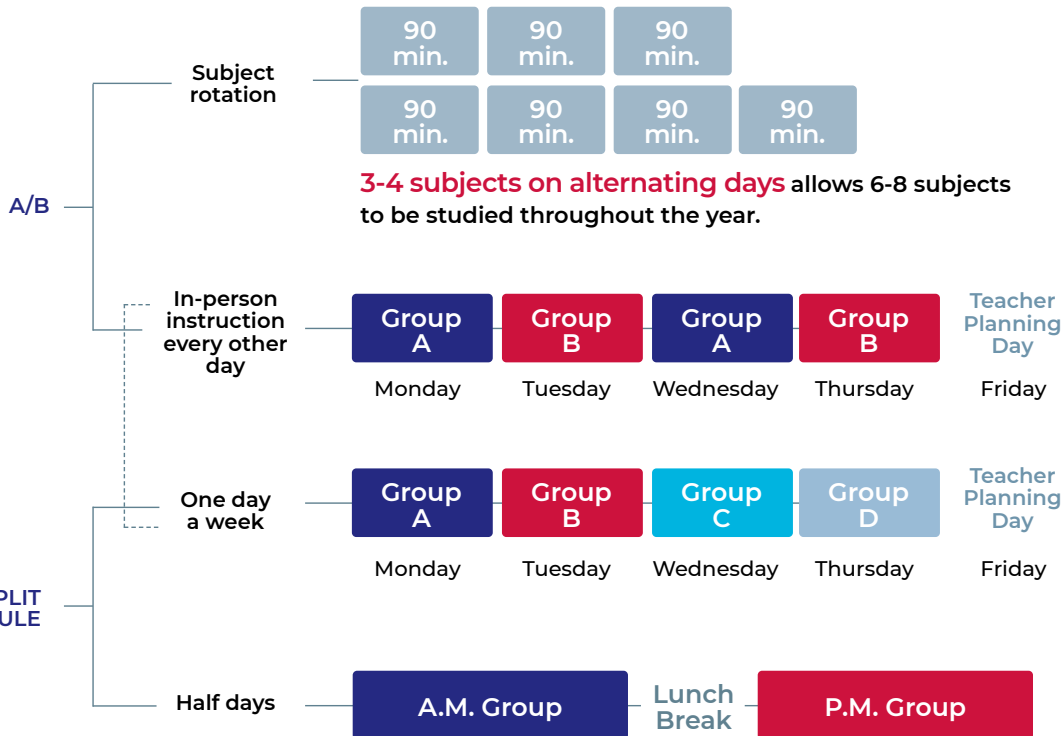 90
min.
90
min.
90
min.
Subject
rotation
90
min.
90
min.
90
min.
90
min.
3-4 subjects on alternating days allows 6-8 subjects
to be studied throughout the year.
A/B
In-person
instruction
every other
day
Group
A
Group
B
Group
A
Group
B
Teacher
Planning
Day
Monday
Tuesday
Wednesday
Thursday
Friday
One day
a week
Group
A
Group
B
Group
C
Group
D
Teacher
Planning
Day
Monday
Tuesday
Wednesday
Thursday
Friday
PLIT
ULE
Half days
A.M. Group
Lunch
Break
P.M. Group